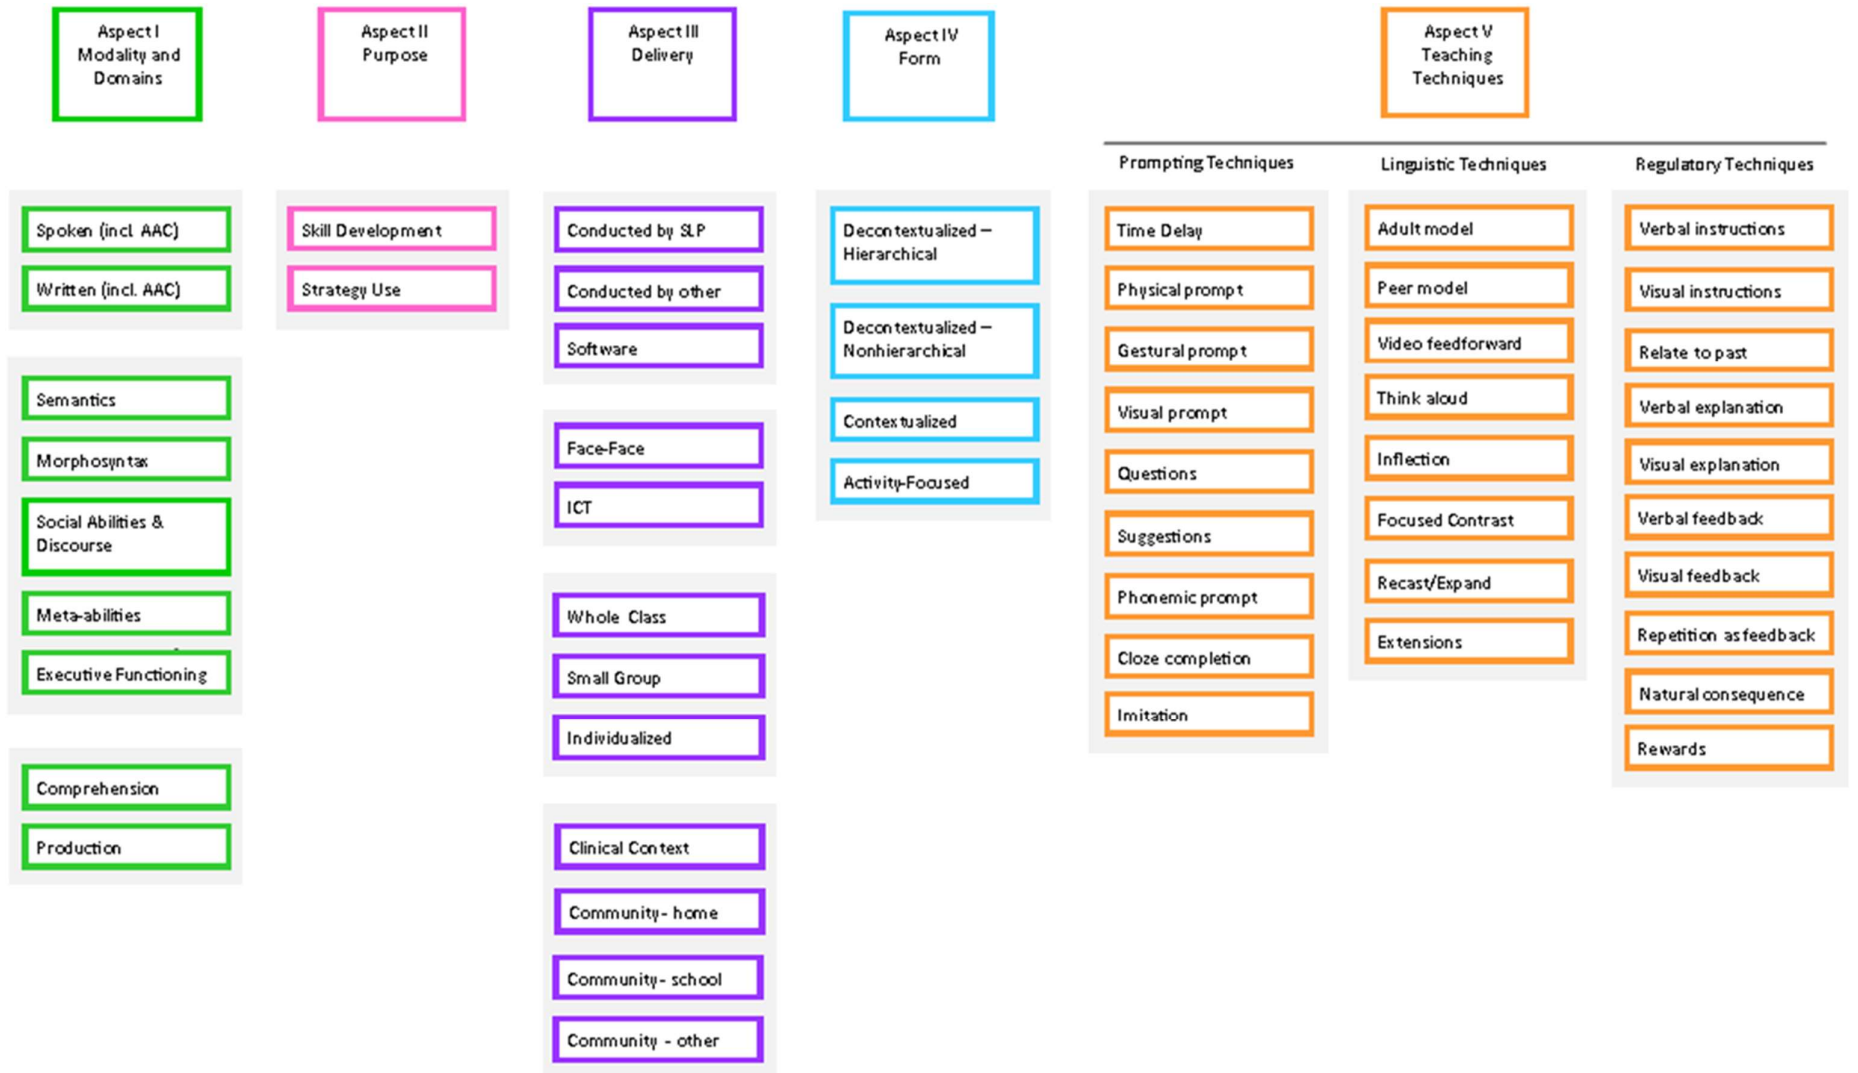 Aspect I
Modality and
Domains
Aspect II
Purpose
Aspect III
Delivery
Aspect IV
Form
Aspect V
Teaching
Techniques
Spoken (incl. AAC)
Written (incl. AAC)
Semantics
Morphosyntax
Social Abilities &
Discourse
Meta-abilities
Executive Functioning
Comprehension
Production
Skill Development
Strategy Use
Conducted by SLP
Conducted by other
Software
Face-Face
ICT
Whole Class
Small Group
Individualized
Clinical Context
Community- home
Community- school
Community - other
Decontextualized –
Hierarchical
Decontextualized –
Nonhierarchical
Contextualized
Activity-Focused
Prompting Techniques
Time Delay
Physical prompt
Gestural prompt
Visual prompt
Questions
Suggestions
Phonemic prompt
Cloze completion
Imitation
Linguistic Techniques
Adult model
Peer model
Video feedforward
Think aloud
Inflection
Focused Contrast
Recast/Expand
Extensions
Regulatory Techniques
Verbal instructions
Visual instructions
Relate to past
Verbal explanation
Visual explanation
Verbal feedback
Visual feedback
Repetition as feedback
Natural consequence
Rewards